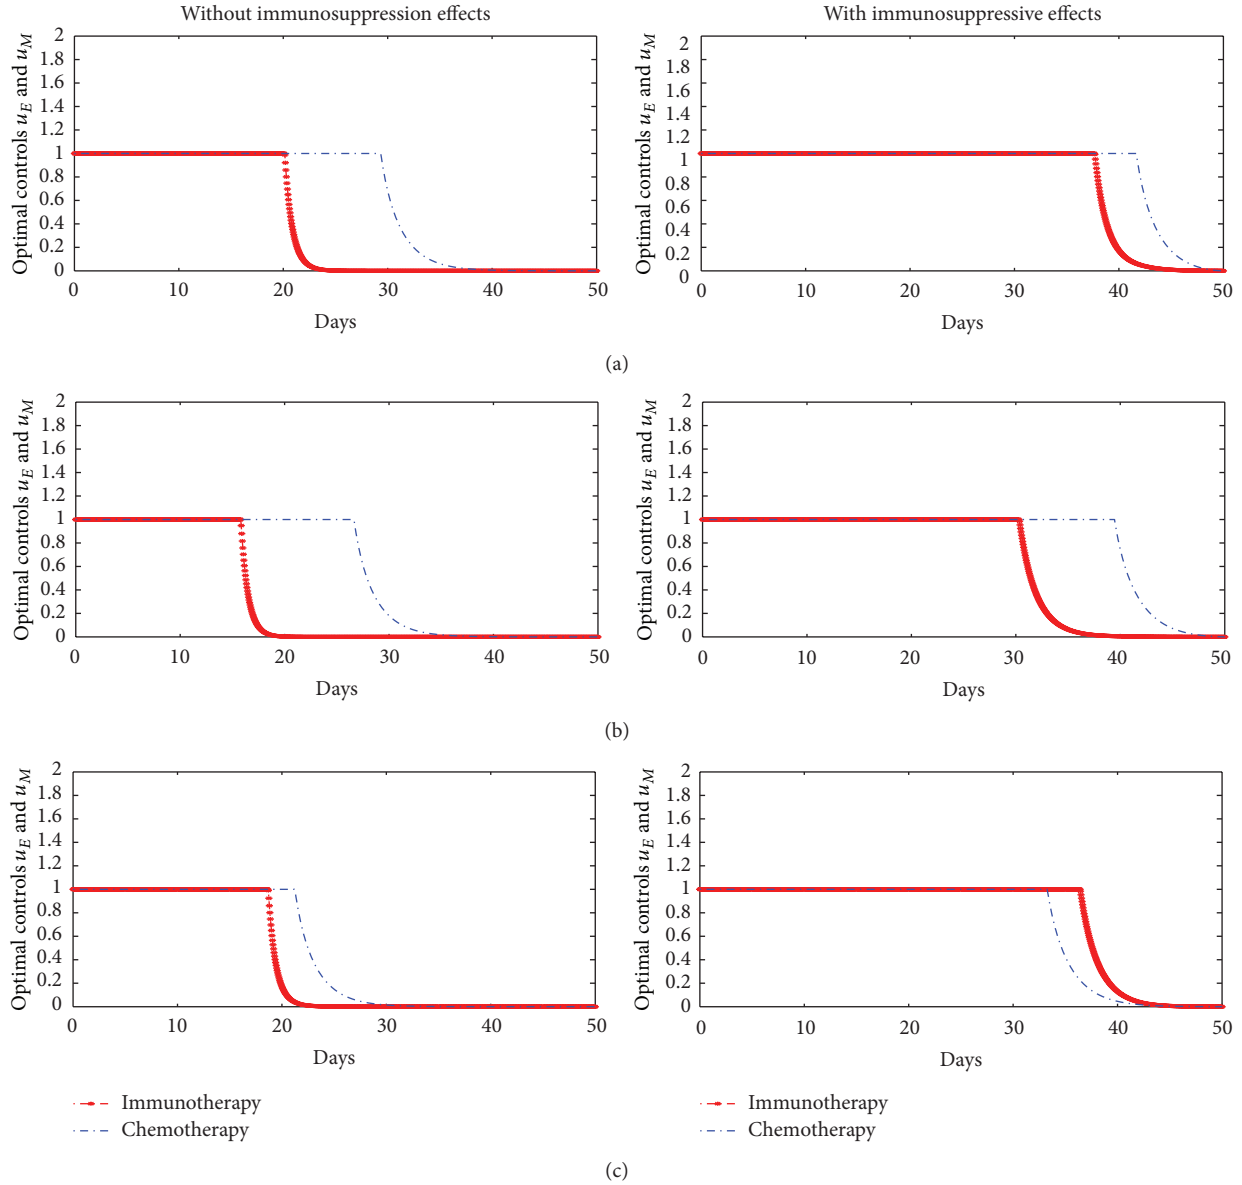 Without immunosuppression effects
With immunosuppressive effects
Optimal controls u_E and u_M
2
1.8
1.6
1.4
1.2
1
0.8
0.6
0.4
0.2
0
0 10 20 30 40 50
Days
Optimal controls u_E and u_M
2
1.8
1.6
1.4
1.2
1
0.8
0.6
0.4
0.2
0
0 10 20 30 40 50
Days
(a)
Optimal controls u_E and u_M
2
1.8
1.6
1.4
1.2
1
0.8
0.6
0.4
0.2
0
0 10 20 30 40 50
Days
Optimal controls u_E and u_M
2
1.8
1.6
1.4
1.2
1
0.8
0.6
0.4
0.2
0
0 10 20 30 40 50
Days
(b)
Optimal controls u_E and u_M
2
1.8
1.6
1.4
1.2
1
0.8
0.6
0.4
0.2
0
0 10 20 30 40 50
Days
Immunotherapy
Chemotherapy
Optimal controls u_E and u_M
2
1.8
1.6
1.4
1.2
1
0.8
0.6
0.4
0.2
0
0 10 20 30 40 50
Days
Immunotherapy
Chemotherapy
(c)